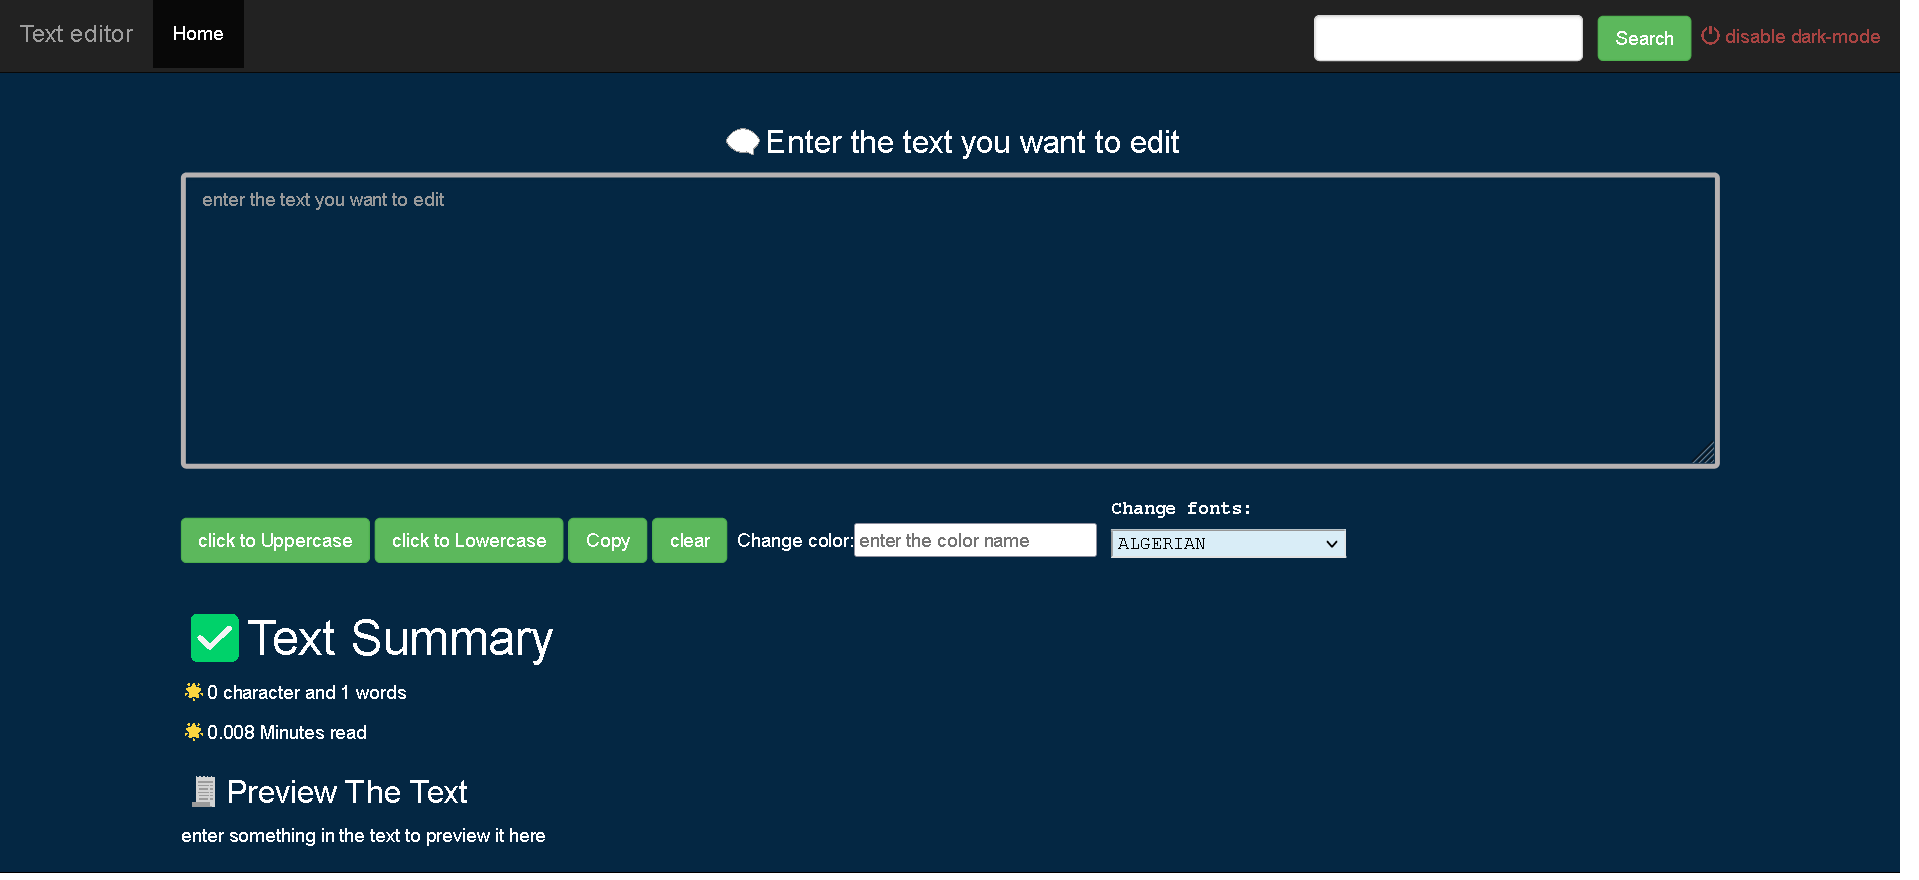 Text editor Home Search disable dark-mode
Enter the text you want to edit
enter the text you want to edit
Change fonts:
click to Uppercase click to Lowercase Copy clear Change color: enter the color name ALGERIAN
Text Summary
0 character and 1 words
0.008 Minutes read
Preview The Text
enter something in the text to preview it here